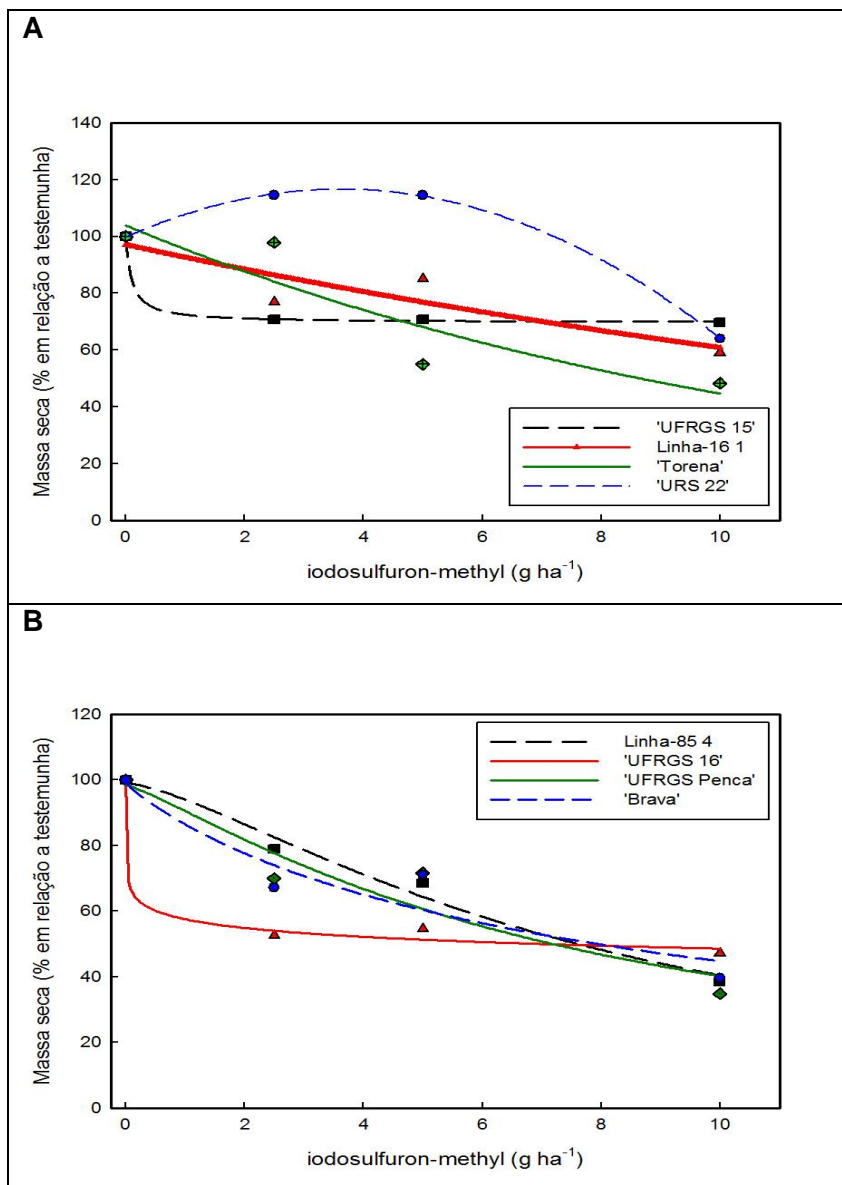 A
Massa seca (% em relação a testemunha)
140
120
100
80
60
40
20
0
'UFRGS 15'
Linha-16 1
'Torena'
'URS 22'
0 2 4 6 8 10
iodosulfuron-methyl (g ha⁻¹)
B
Massa seca (% em relação a testemunha)
120
100
80
60
40
20
0
Linha-85 4
'UFRGS 16'
'UFRGS Penca'
'Brava'
0 2 4 6 8 10
iodosulfuron-methyl (g ha⁻¹)